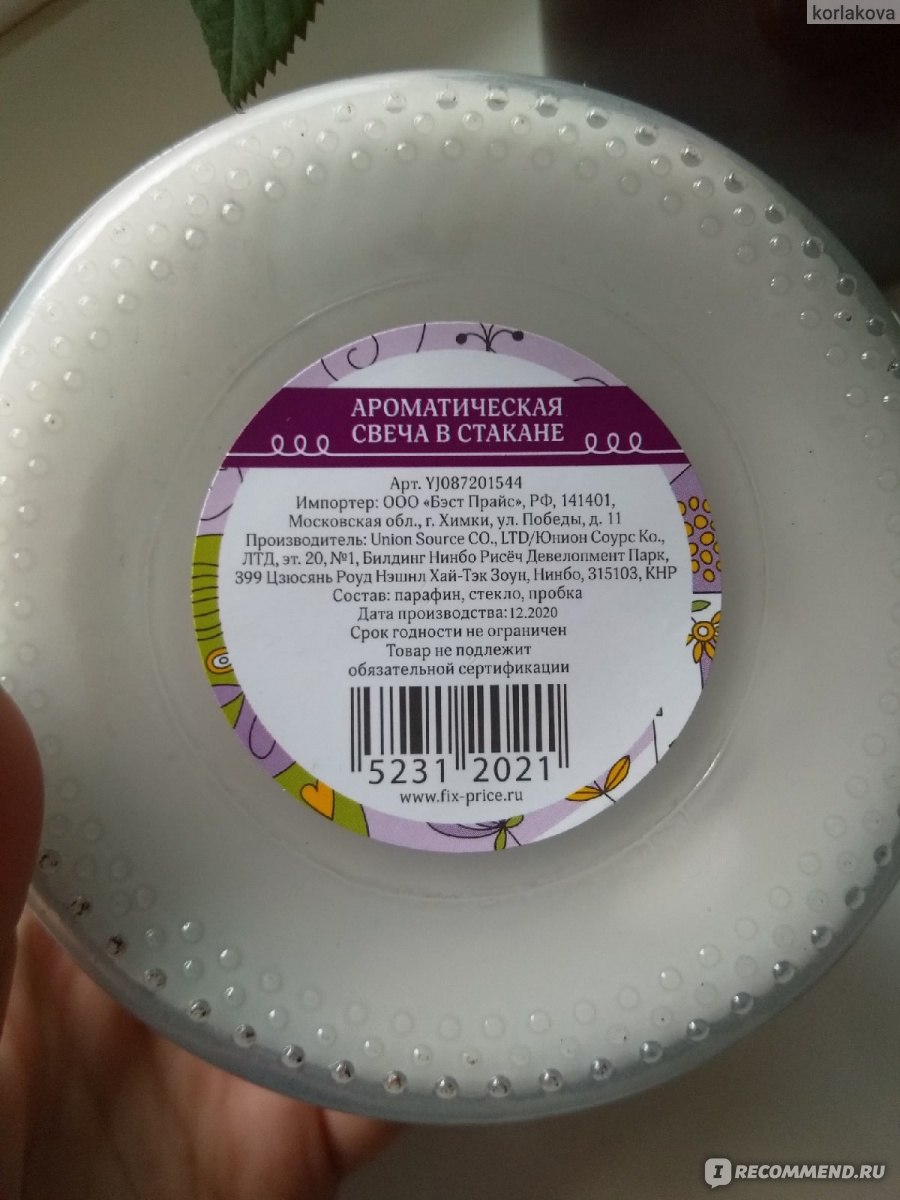 korlakova
АРОМАТИЧЕСКАЯ
СВЕЧА В СТАКАНЕ
Арт. YJ087201544
Импортер: ООО «Бэст Прайс», РФ, 141401,
Московская обл., г. Химки, ул. Победы, д. 11
Производитель: Union Source CO., LTD/Юнион Соурс Ко.,
ЛТД, эт. 20, №1, Билдинг Нинбо Рисёч Девелопмент Парк,
399 Цзюсянь Роуд Нэшнл Хай-Тэк Зоун, Нинбо, 315103, КНР
Состав: парафин, стекло, пробка
Дата производства: 12.2020
Срок годности не ограничен
Товар не подлежит
обязательной сертификации
5231 2021
www.fix-price.ru
IRECOMMEND.RU